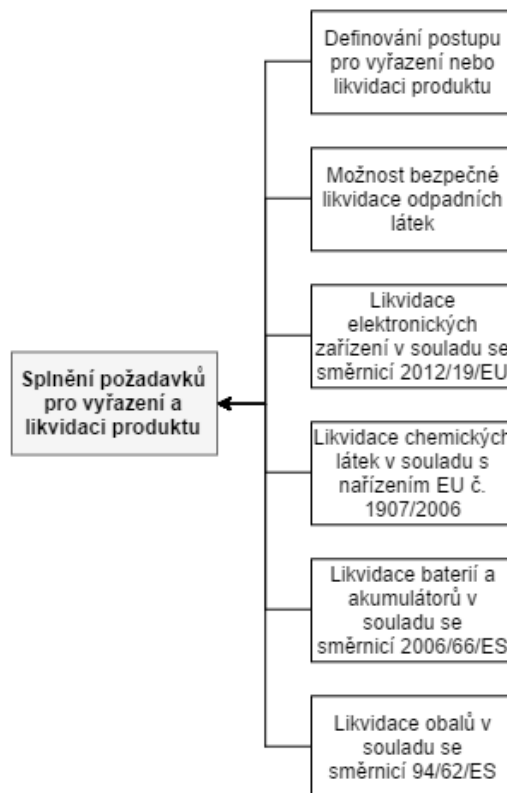 Definování postupu
pro vyřazení nebo
likvidaci produktu
Možnost bezpečné
likvidace odpadních
látek
Likvidace
elektronických
zařízení v souladu se
směrnicí 2012/19/EU
Splnění požadavků
pro vyřazení a
likvidaci produktu
Likvidace chemických
látek v souladu s
nařízením EU č.
1907/2006
Likvidace baterií a
akumulátorů v
souladu se
směrnicí 2006/66/ES
Likvidace obalů v
souladu se
směrnicí 94/62/ES